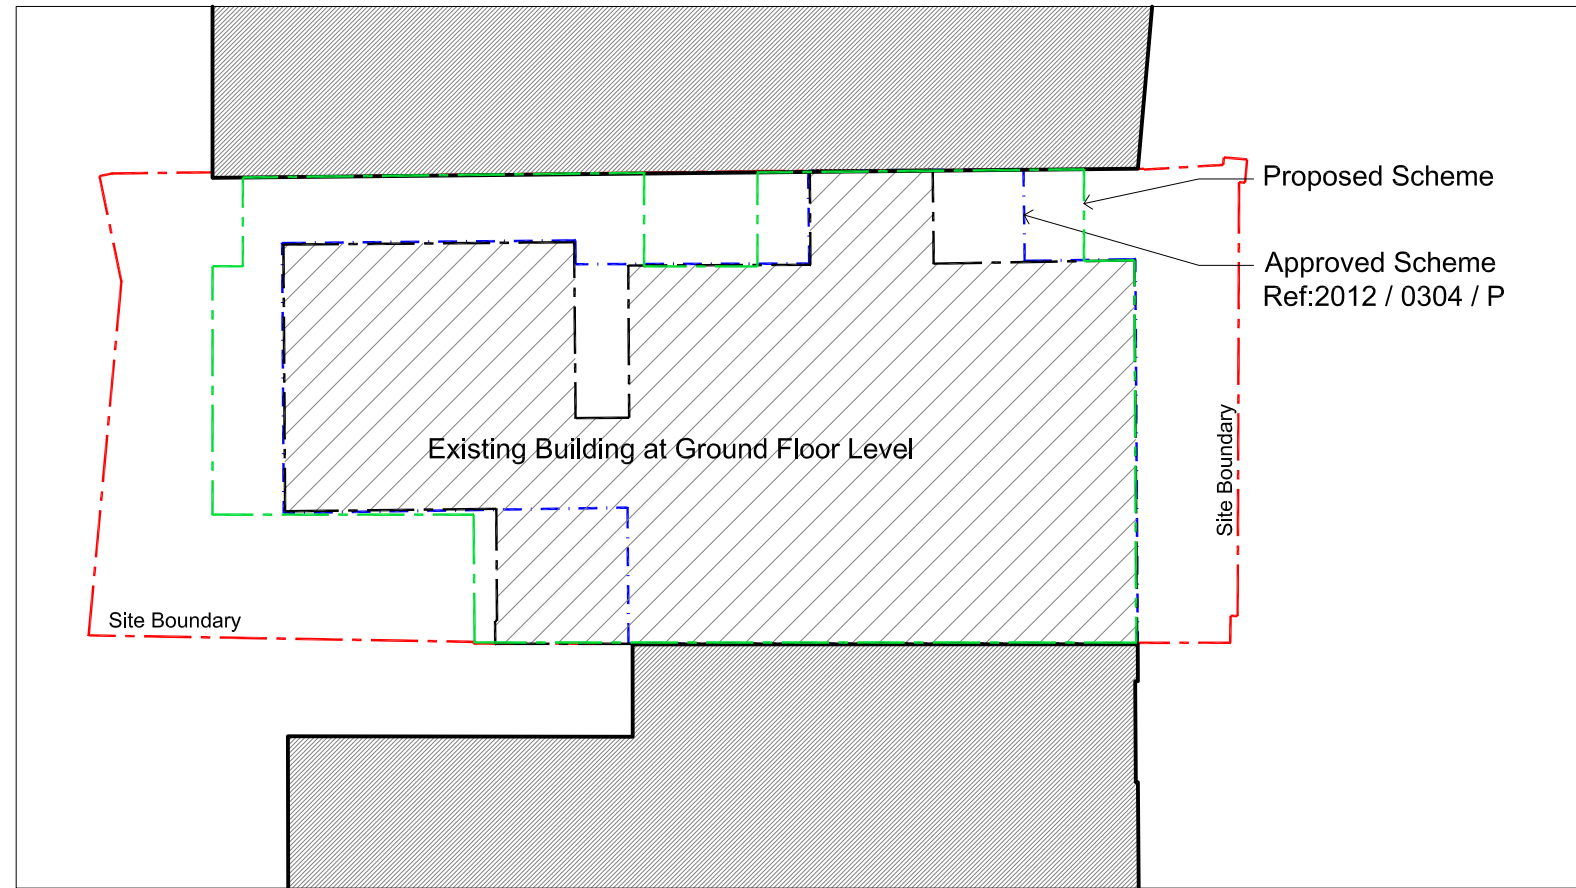 Proposed Scheme
Approved Scheme
Ref:2012 / 0304 / P
Existing Building at Ground Floor Level
Site Boundary
Site Boundary